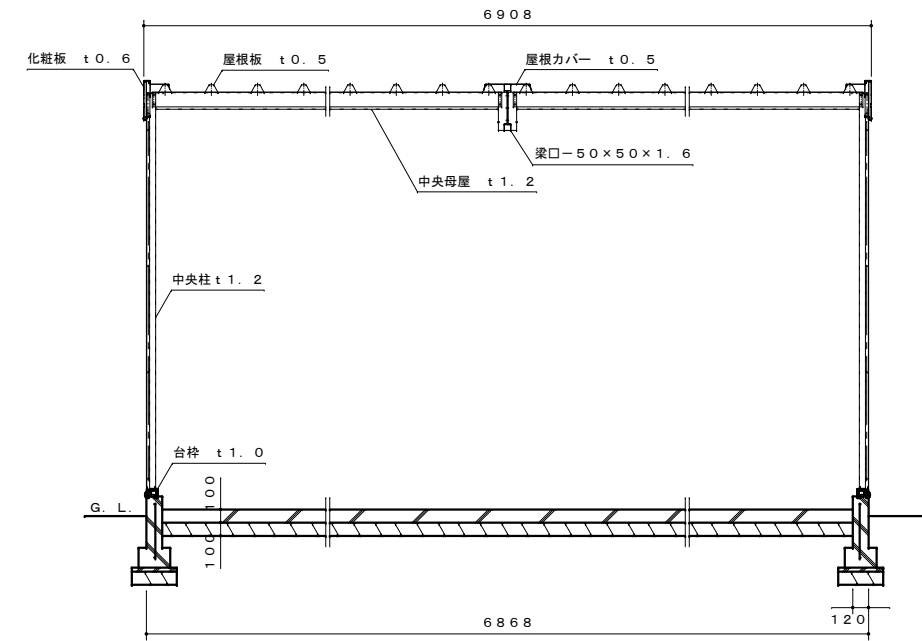 6908
化粧板 t0.6
屋根板 t0.5
屋根カバー t0.5
梁口－50×50×1.6
中央母屋 t1.2
中央柱t1.2
台枠 t1.0
100
G.L.
100
120
6868